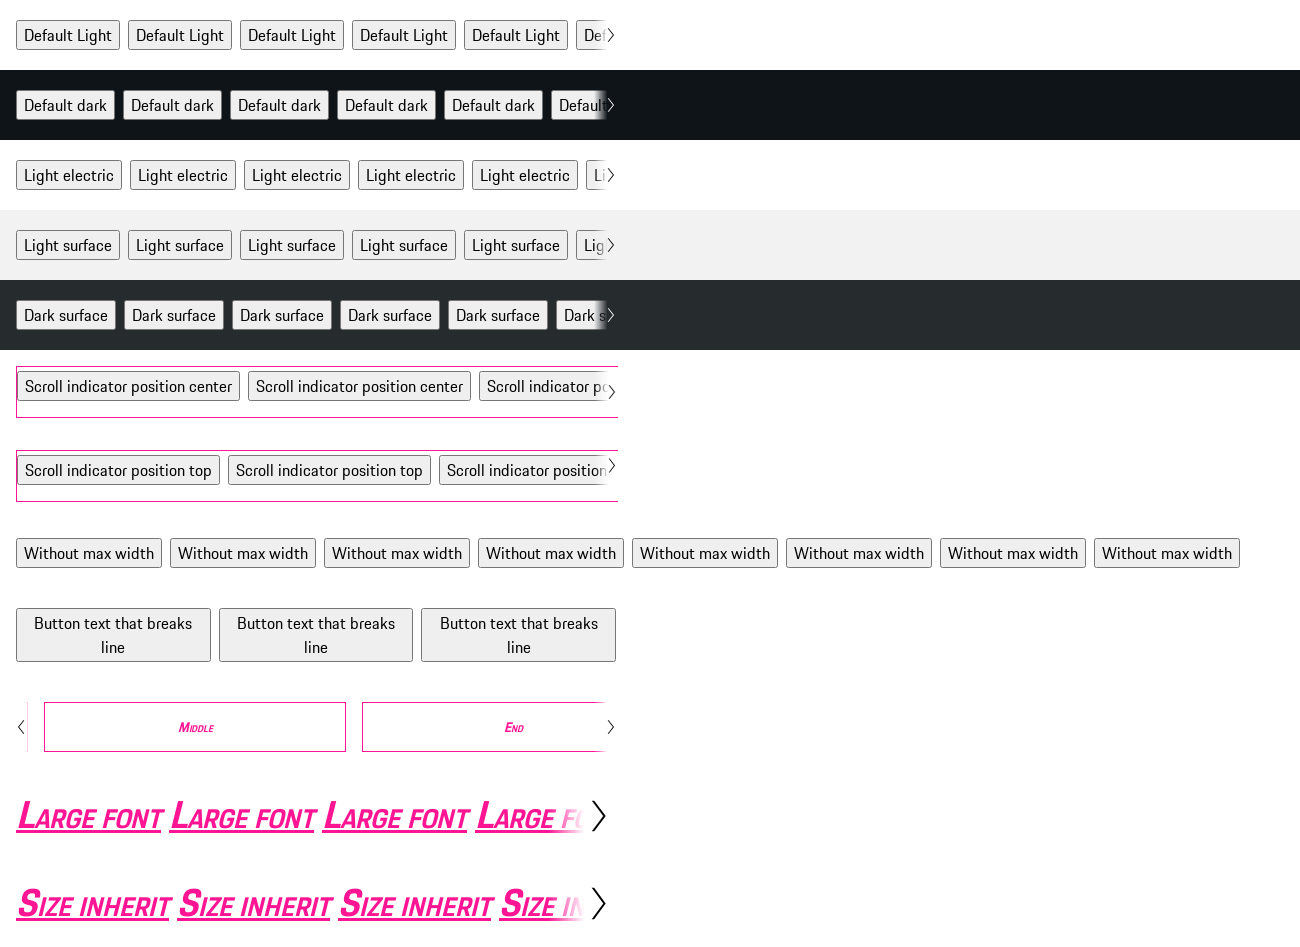 Default Light Default Light Default Light Default Light Default Light Def
Default dark Default dark Default dark Default dark Default dark Default
Light electric Light electric Light electric Light electric Light electric Li
Light surface Light surface Light surface Light surface Light surface Lig
Dark surface Dark surface Dark surface Dark surface Dark surface Dark s
Scroll indicator position center Scroll indicator position center Scroll indicator po
Scroll indicator position top Scroll indicator position top Scroll indicator position
Without max width Without max width Without max width Without max width Without max width Without max width Without max width Without max width
Button text that breaks Button text that breaks Button text that breaks
line line line
Middle End
Large font Large font Large font Large fo
Size inherit Size inherit Size inherit Size in